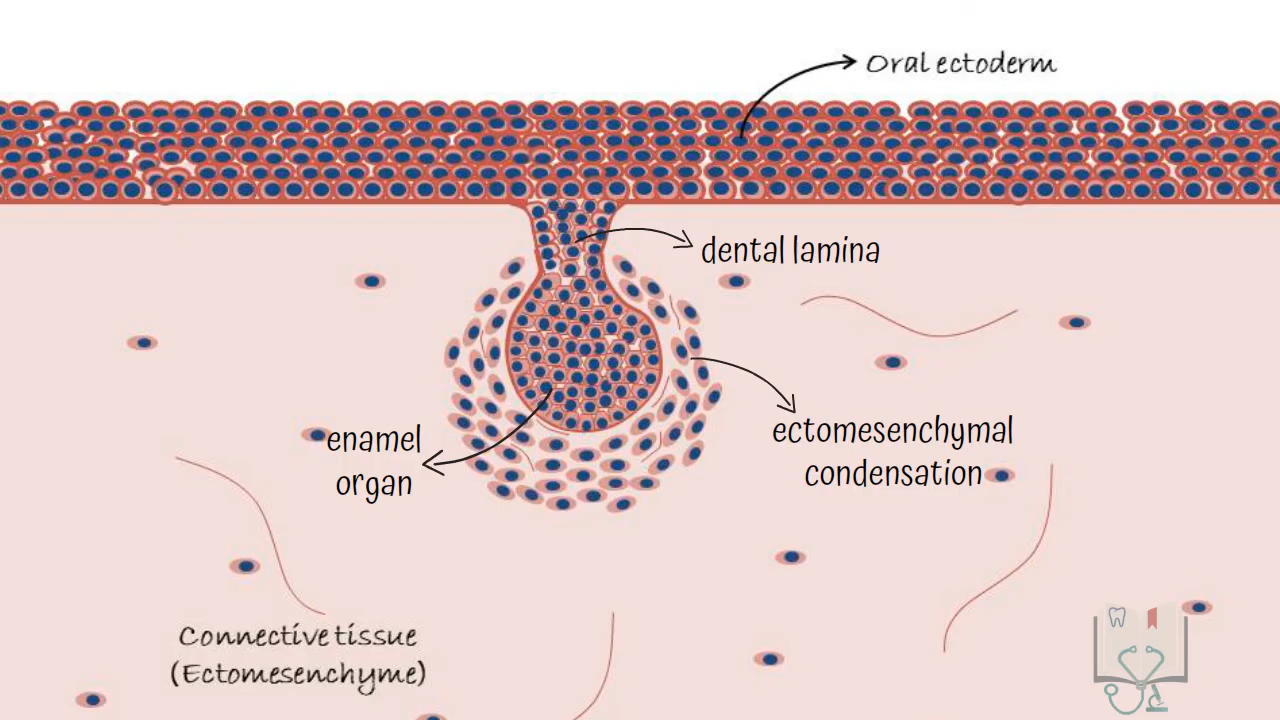 Oral ectoderm
dental lamina
ectomesenchymal
condensation
enamel
organ
Connective tissue
(Ectomesenchyme)